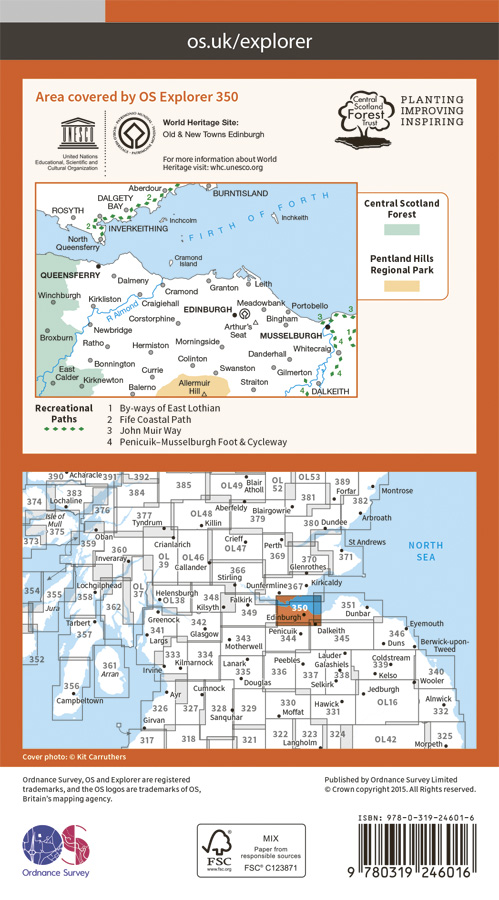 os.uk/explorer
Area covered by OS Explorer 350
UNESCO
United Nations
Educational, Scientific and
Cultural Organization
World Heritage Site:
Old & New Towns Edinburgh
For more information about World
Heritage visit: whc.unesco.org
Central
Scotland
Forest
Trust
PLANTING
IMPROVING
INSPIRING
Aberdour
BURNTISLAND
DALGETY
BAY
ROSYTH
INVERKEITHING
Inchcolm
Inchkeith
FIRTH OF FORTH
North
Queensferry
Cramond
Island
QUEENSFERRY
Dalmeny
Granton
Leith
Winchburgh
Cramond
Kirkliston
Craigiehall
Meadowbank
Portobello
R Almond
EDINBURGH
Bingham
Newbridge
Corstorphine
Arthur's
Seat
MUSSELBURGH
Broxburn
Ratho
Hermiston
Morningside
Whitecraig
Danderhall
Bonnington
Colinton
Gilmerton
East
Calder
Currie
Swanston
Kirknewton
Balerno
Allermuir
Hill
Straiton
DALKEITH
2
2
3
3
1
4
4
Central Scotland
Forest
Pentland Hills
Regional Park
Recreational
Paths
1 By-ways of East Lothian
2 Fife Coastal Path
3 John Muir Way
4 Penicuik–Musselburgh Foot & Cycleway
390 Acharacle 391 392 385 OL49 Blair Atholl OL52 OL53 389 Montrose
374 383 Lochaline 384 Forfar 382
376 377 Tyndrum OL48 Aberfeldy Blairgowrie 381
Isle of Mull 375 Killin 379 380 Dundee Arbroath
373 359 Oban Crianlarich Crieff OL47 Perth St Andrews NORTH SEA
360 Inveraray OL39 OL46 Callander 369 370 Glenrothes 371
354 355 358 Lochgilphead OL37 Helensburgh OL38 366 Stirling Dunfermline 367 Kirkcaldy
Jura 362 348 Kilsyth Falkirk 349 350 Edinburgh 351 Dunbar
Tarbert 357 Greenock 342 Glasgow Penicuik 344 Dalkeith 345 346 Duns Eyemouth
352 341 Largs 343 Motherwell Berwick-upon-Tweed
361 Arran Irvine 333 334 Kilmarnock Lanark 335 Peebles 336 Lauder Galashiels 337 338 Coldstream 339 Kelso 340 Wooler
356 Campbeltown Ayr Cumnock Douglas Selkirk Jedburgh
326 Girvan 327 328 Sanquhar 329 330 Moffat Hawick 331 OL16 Alnwick 332
317 318 321 322 323 Langholm 324 42 325 Morpeth
Cover photo: © Kit Carruthers
Ordnance Survey, OS and Explorer are registered
trademarks, and the OS logos are trademarks of OS,
Britain's mapping agency.
Published by Ordnance Survey Limited
© Crown copyright 2015. All Rights reserved.
OS
Ordnance Survey
FSC
www.fsc.org
MIX
Paper from
responsible sources
FSC® C123871
ISBN: 978-0-319-24601-6
9 780319 246016